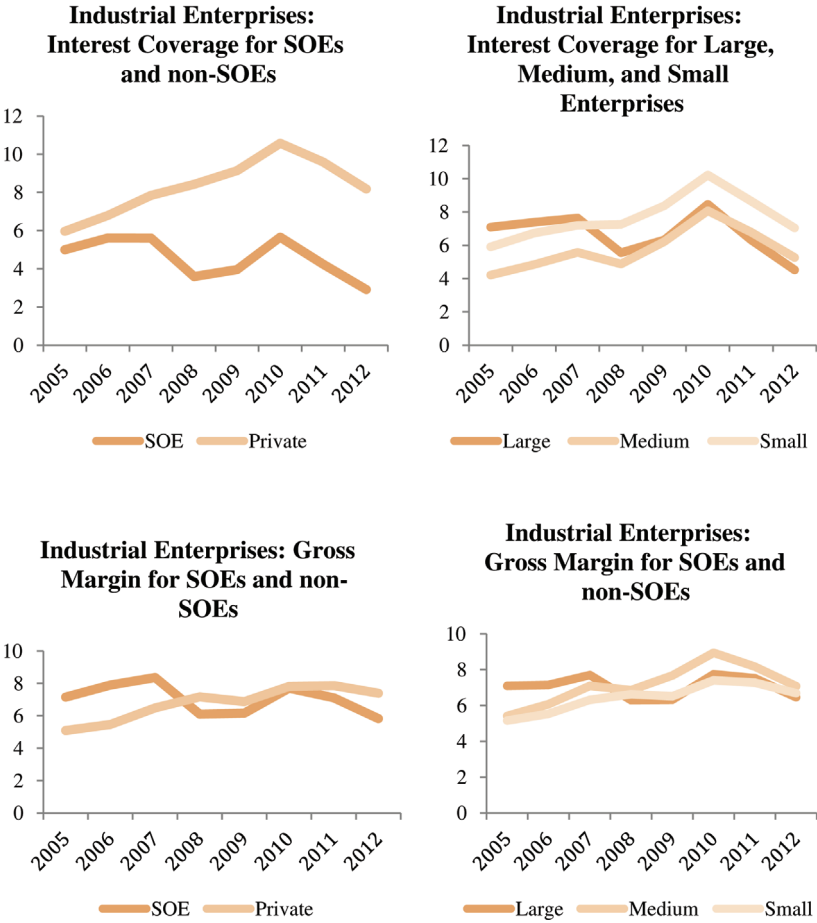 Industrial Enterprises:
Interest Coverage for SOEs
and non-SOEs
12
10
8
6
4
2
0
2005
2006
2007
2008
2009
2010
2011
2012
SOE
Private
Industrial Enterprises:
Interest Coverage for Large,
Medium, and Small
Enterprises
12
10
8
6
4
2
0
2005
2006
2007
2008
2009
2010
2011
2012
Large
Medium
Small
Industrial Enterprises: Gross
Margin for SOEs and non-
SOEs
10
8
6
4
2
0
2005
2006
2007
2008
2009
2010
2011
2012
SOE
Private
Industrial Enterprises:
Gross Margin for SOEs and
non-SOEs
10
8
6
4
2
0
2005
2006
2007
2008
2009
2010
2011
2012
Large
Medium
Small